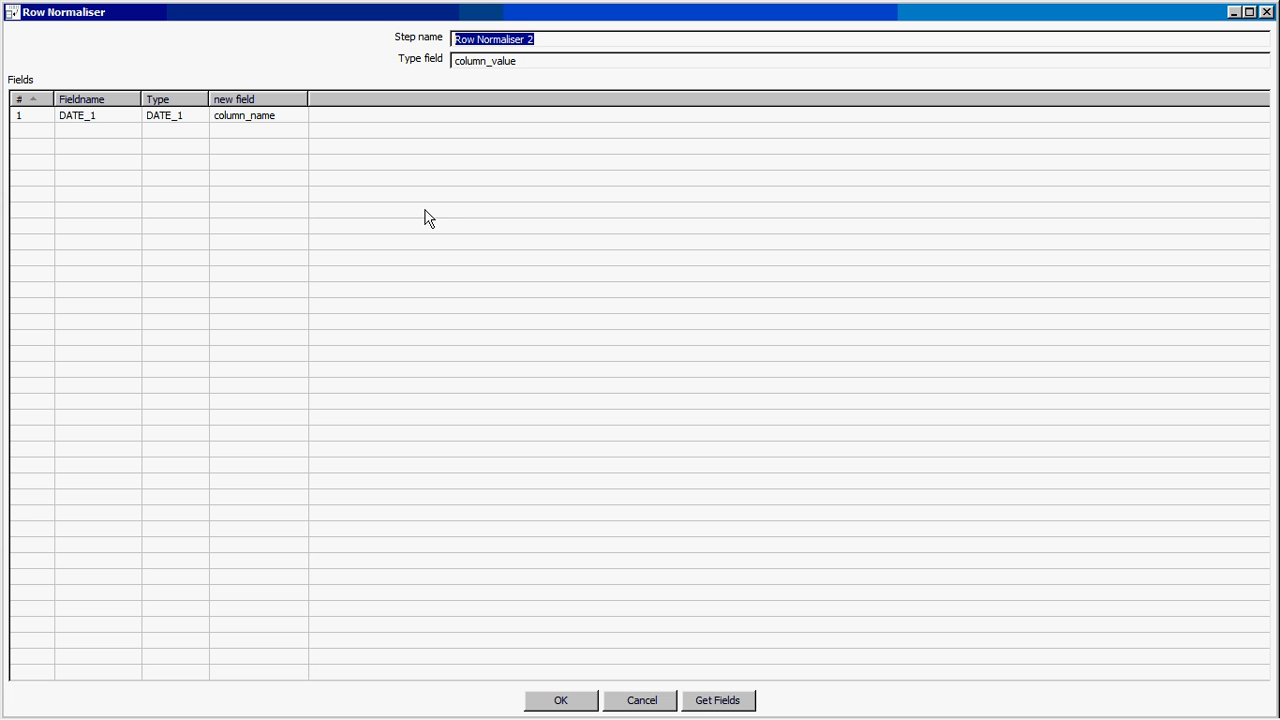 Row Normaliser
Step name Row Normaliser 2
Type field column_value
Fields
# Fieldname Type new field
1 DATE_1 DATE_1 column_name
OK Cancel Get Fields